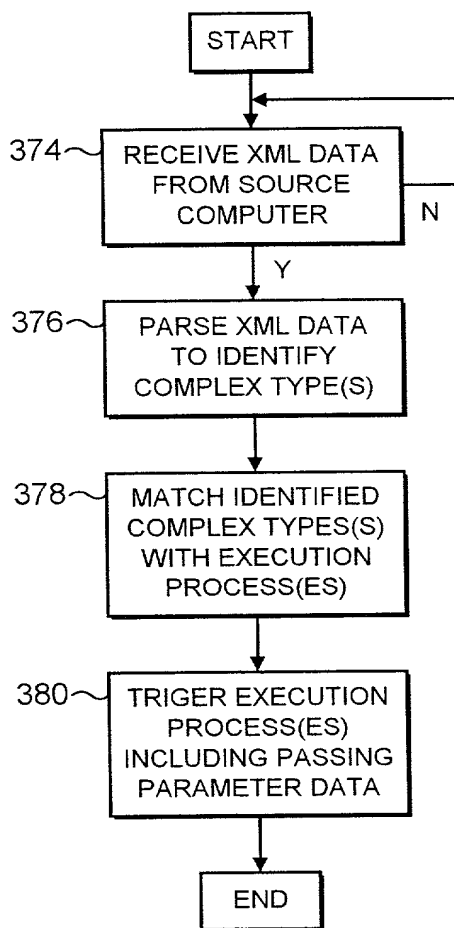 START
374
RECEIVE XML DATA
FROM SOURCE
COMPUTER
N
Y
376
PARSE XML DATA
TO IDENTIFY
COMPLEX TYPE(S)
378
MATCH IDENTIFIED
COMPLEX TYPES(S)
WITH EXECUTION
PROCESS(ES)
380
TRIGER EXECUTION
PROCESS(ES)
INCLUDING PASSING
PARAMETER DATA
END